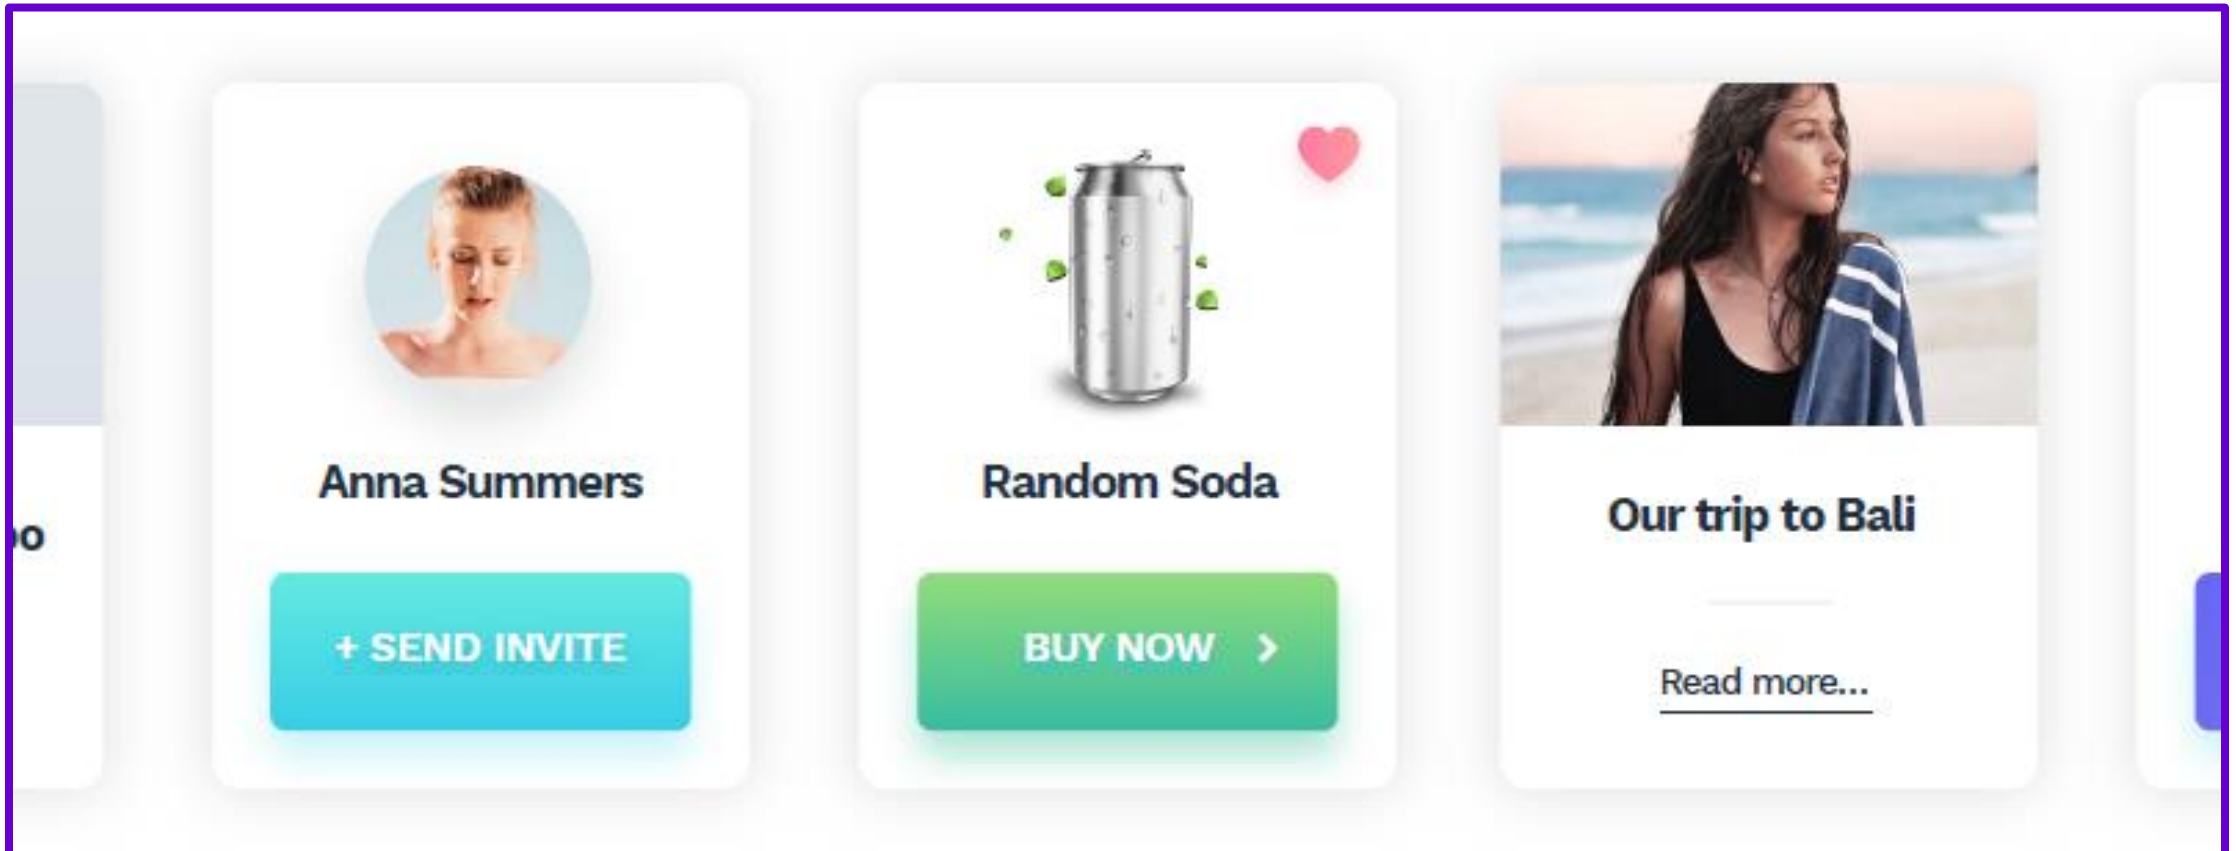 Anna Summers
+ SEND INVITE
Random Soda
BUY NOW
Our trip to Bali
Read more...